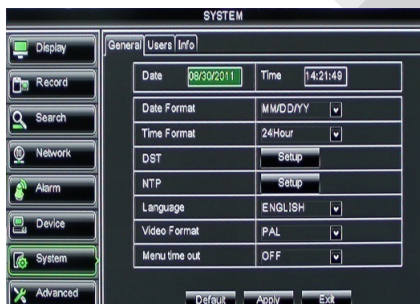 SYSTEM
Display
Record
Search
Network
Alarm
Device
System
Advanced
General Users Info
Date 08/30/2011 Time 14:21:49
Date Format MM/DD/YY
Time Format 24Hour
DST Setup
NTP Setup
Language ENGLISH
Video Format PAL
Menu time out OFF
Default Apply Exit